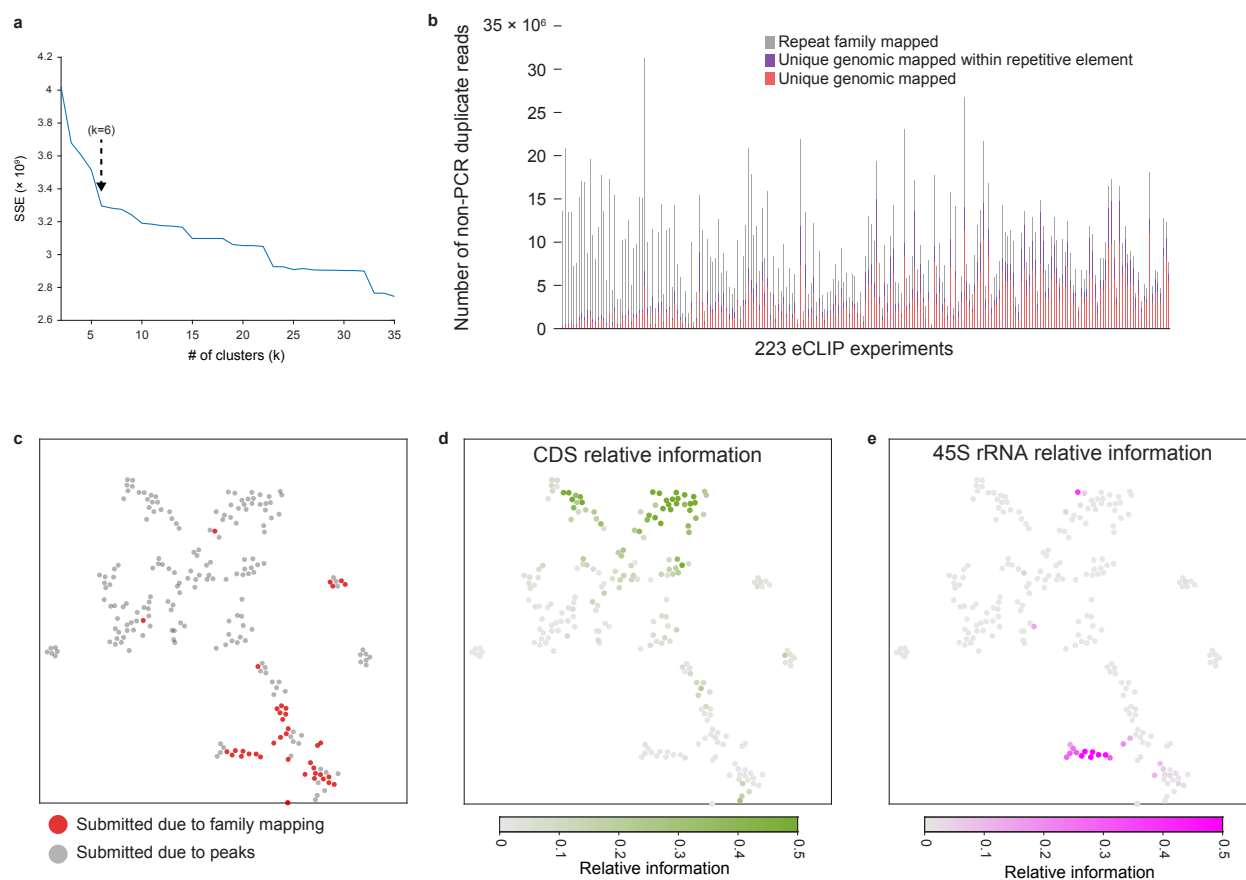 a
4.2
4
3.8
3.6
3.4
3.2
3
2.8
2.6
SSE (× 10⁹)
(k=6)
5
10
15
20
25
30
35
# of clusters (k)
b
35 × 10⁶
30
25
20
15
10
5
0
Number of non-PCR duplicate reads
Repeat family mapped
Unique genomic mapped within repetitive element
Unique genomic mapped
223 eCLIP experiments
c
Submitted due to family mapping
Submitted due to peaks
d
CDS relative information
0
0.1
0.2
0.3
0.4
0.5
Relative information
e
45S rRNA relative information
0
0.1
0.2
0.3
0.4
0.5
Relative information